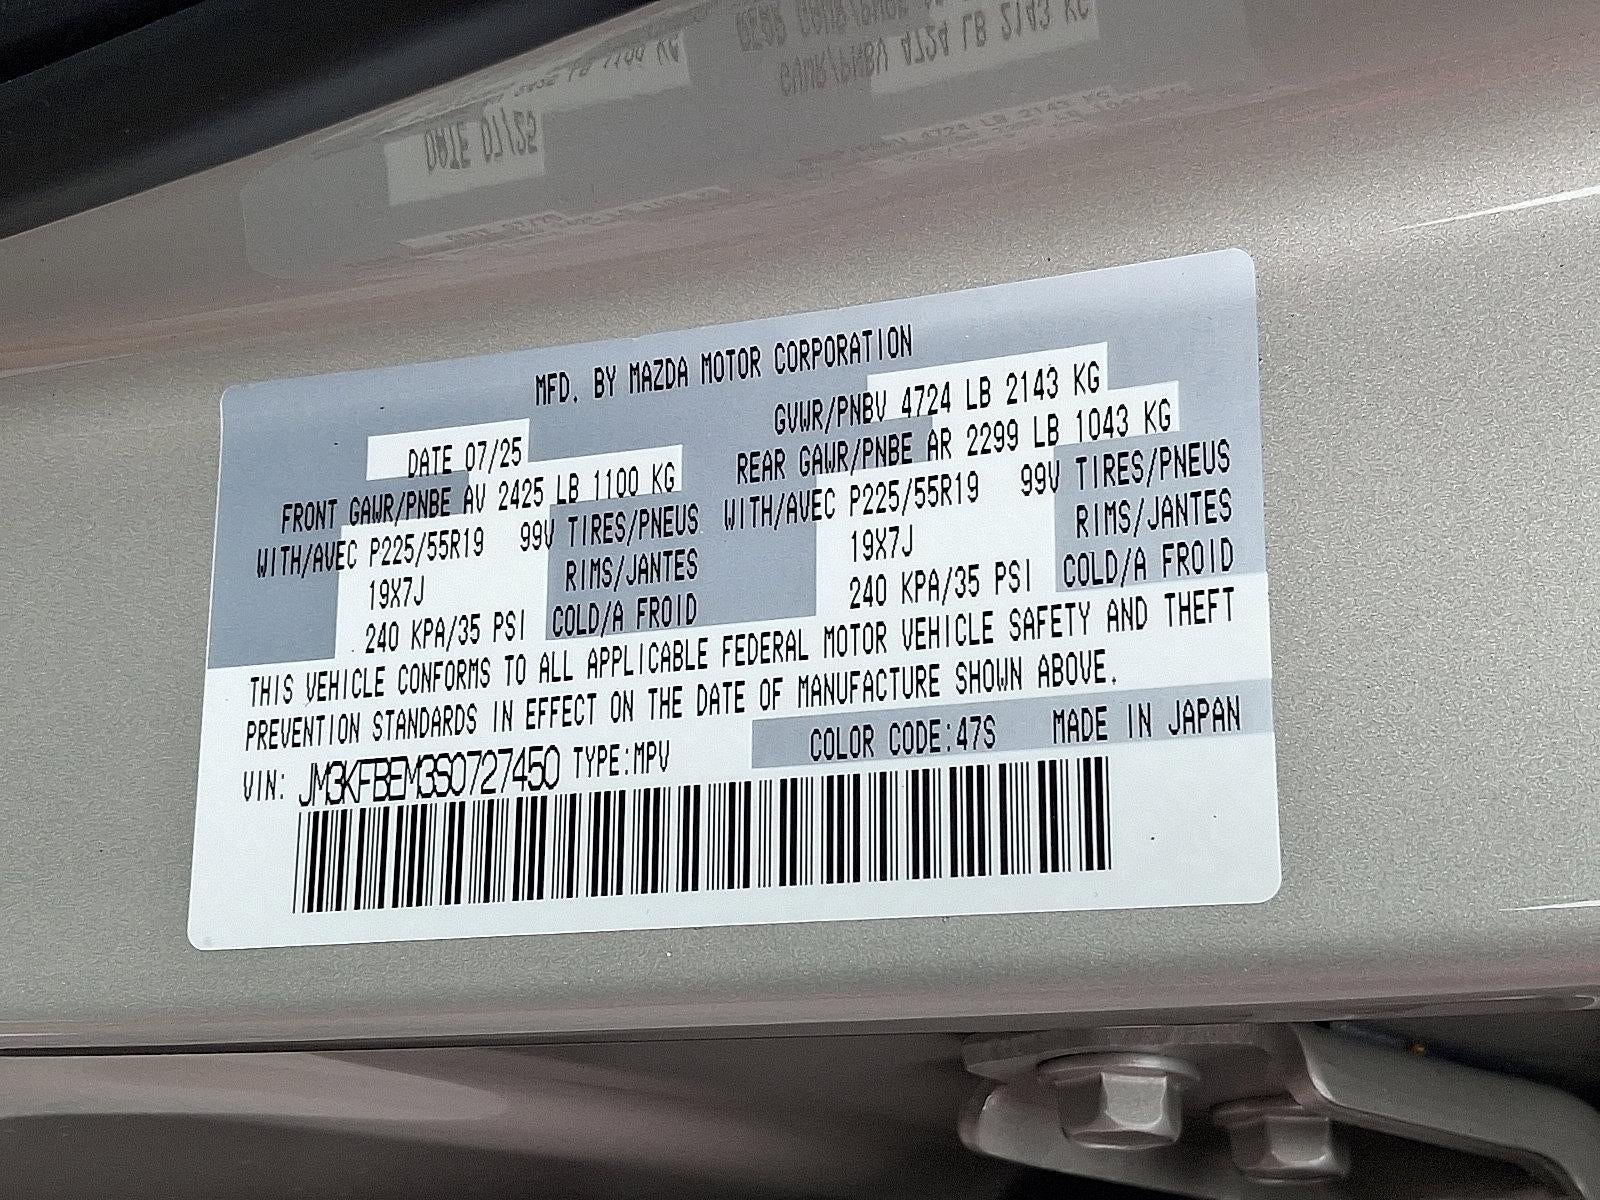 MFD. BY MAZDA MOTOR CORPORATION
DATE 07/25
GVWR/PNBV 4724 LB 2143 KG
FRONT GAWR/PNBE AV 2425 LB 1100 KG
REAR GAWR/PNBE AR 2299 LB 1043 KG
WITH/AVEC P225/55R19 99V TIRES/PNEUS
WITH/AVEC P225/55R19 99V TIRES/PNEUS
19X7J RIMS/JANTES
19X7J RIMS/JANTES
240 KPA/35 PSI COLD/A FROID
240 KPA/35 PSI COLD/A FROID
THIS VEHICLE CONFORMS TO ALL APPLICABLE FEDERAL MOTOR VEHICLE SAFETY AND THEFT
PREVENTION STANDARDS IN EFFECT ON THE DATE OF MANUFACTURE SHOWN ABOVE.
VIN: JM3KFBEM3S0727450 TYPE:MPV
COLOR CODE:47S MADE IN JAPAN